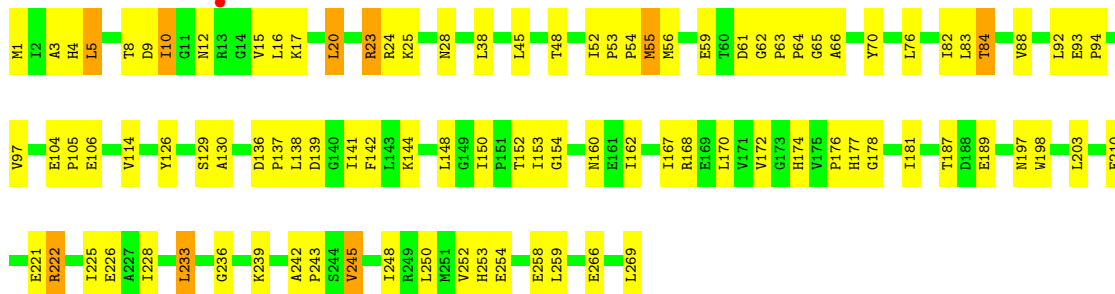 M1 I2 A3 H4 L5 T8 D9 I10 G11 N12 R13 G14 V15 L16 K17 L20 R23 R24 K25 N28 L38 L45 T48 I52 P53 P54 M55 M56 E59 T60 D61 G62 P63 P64 G65 A66 Y70 L76 I82 L83 T84 V88 L92 E93 P94
V97 E104 P105 E106 V114 Y126 S129 A130 D136 P137 L138 D139 G140 I141 F142 L143 K144 L148 G149 I150 P151 T152 I153 G154 N160 E161 I162 I167 R168 E169 L170 V171 V172 G173 H174 V175 P176 H177 G178 I181 T187 D188 E189 N197 W198 L203
E221 R222 I225 E226 A227 I228 L233 G236 K239 A242 P243 S244 V245 I248 R249 L250 M251 V252 H253 E254 E258 L259 E266 L269